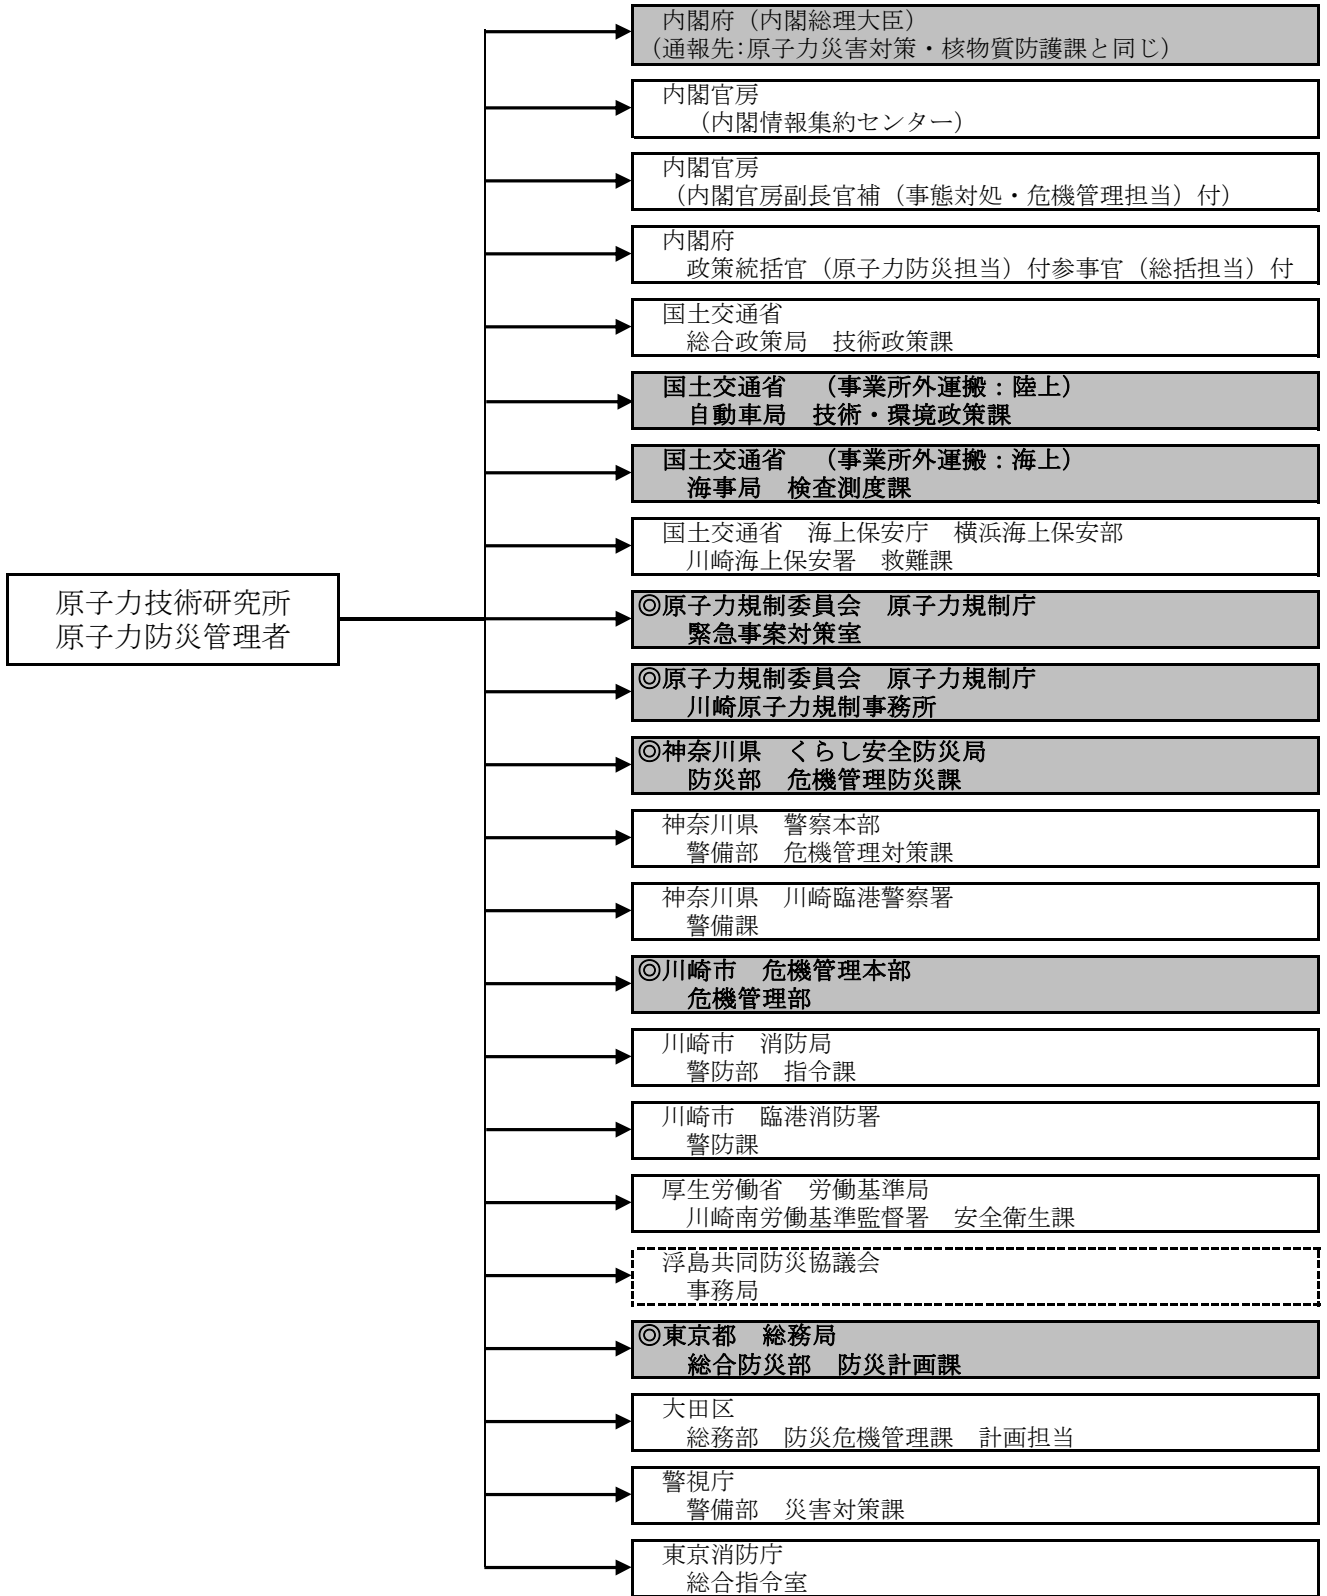 内閣府（内閣総理大臣）
（通報先:原子力災害対策・核物質防護課と同じ）
内閣官房
（内閣情報集約センター）
内閣官房
（内閣官房副長官補（事態対処・危機管理担当）付）
内閣府
政策統括官（原子力防災担当）付参事官（総括担当）付
国土交通省
総合政策局　技術政策課
国土交通省　（事業所外運搬：陸上）
自動車局　技術・環境政策課
国土交通省　（事業所外運搬：海上）
海事局　検査測度課
国土交通省　海上保安庁　横浜海上保安部
川崎海上保安署　救難課
原子力技術研究所
原子力防災管理者
◎原子力規制委員会　原子力規制庁
緊急事案対策室
◎原子力規制委員会　原子力規制庁
川崎原子力規制事務所
◎神奈川県　くらし安全防災局
防災部　危機管理防災課
神奈川県　警察本部
警備部　危機管理対策課
神奈川県　川崎臨港警察署
警備課
◎川崎市　危機管理本部
危機管理部
川崎市　消防局
警防部　指令課
川崎市　臨港消防署
警防課
厚生労働省　労働基準局
川崎南労働基準監督署　安全衛生課
浮島共同防災協議会
事務局
◎東京都　総務局
総合防災部　防災計画課
大田区
総務部　防災危機管理課　計画担当
警視庁
警備部　災害対策課
東京消防庁
総合指令室